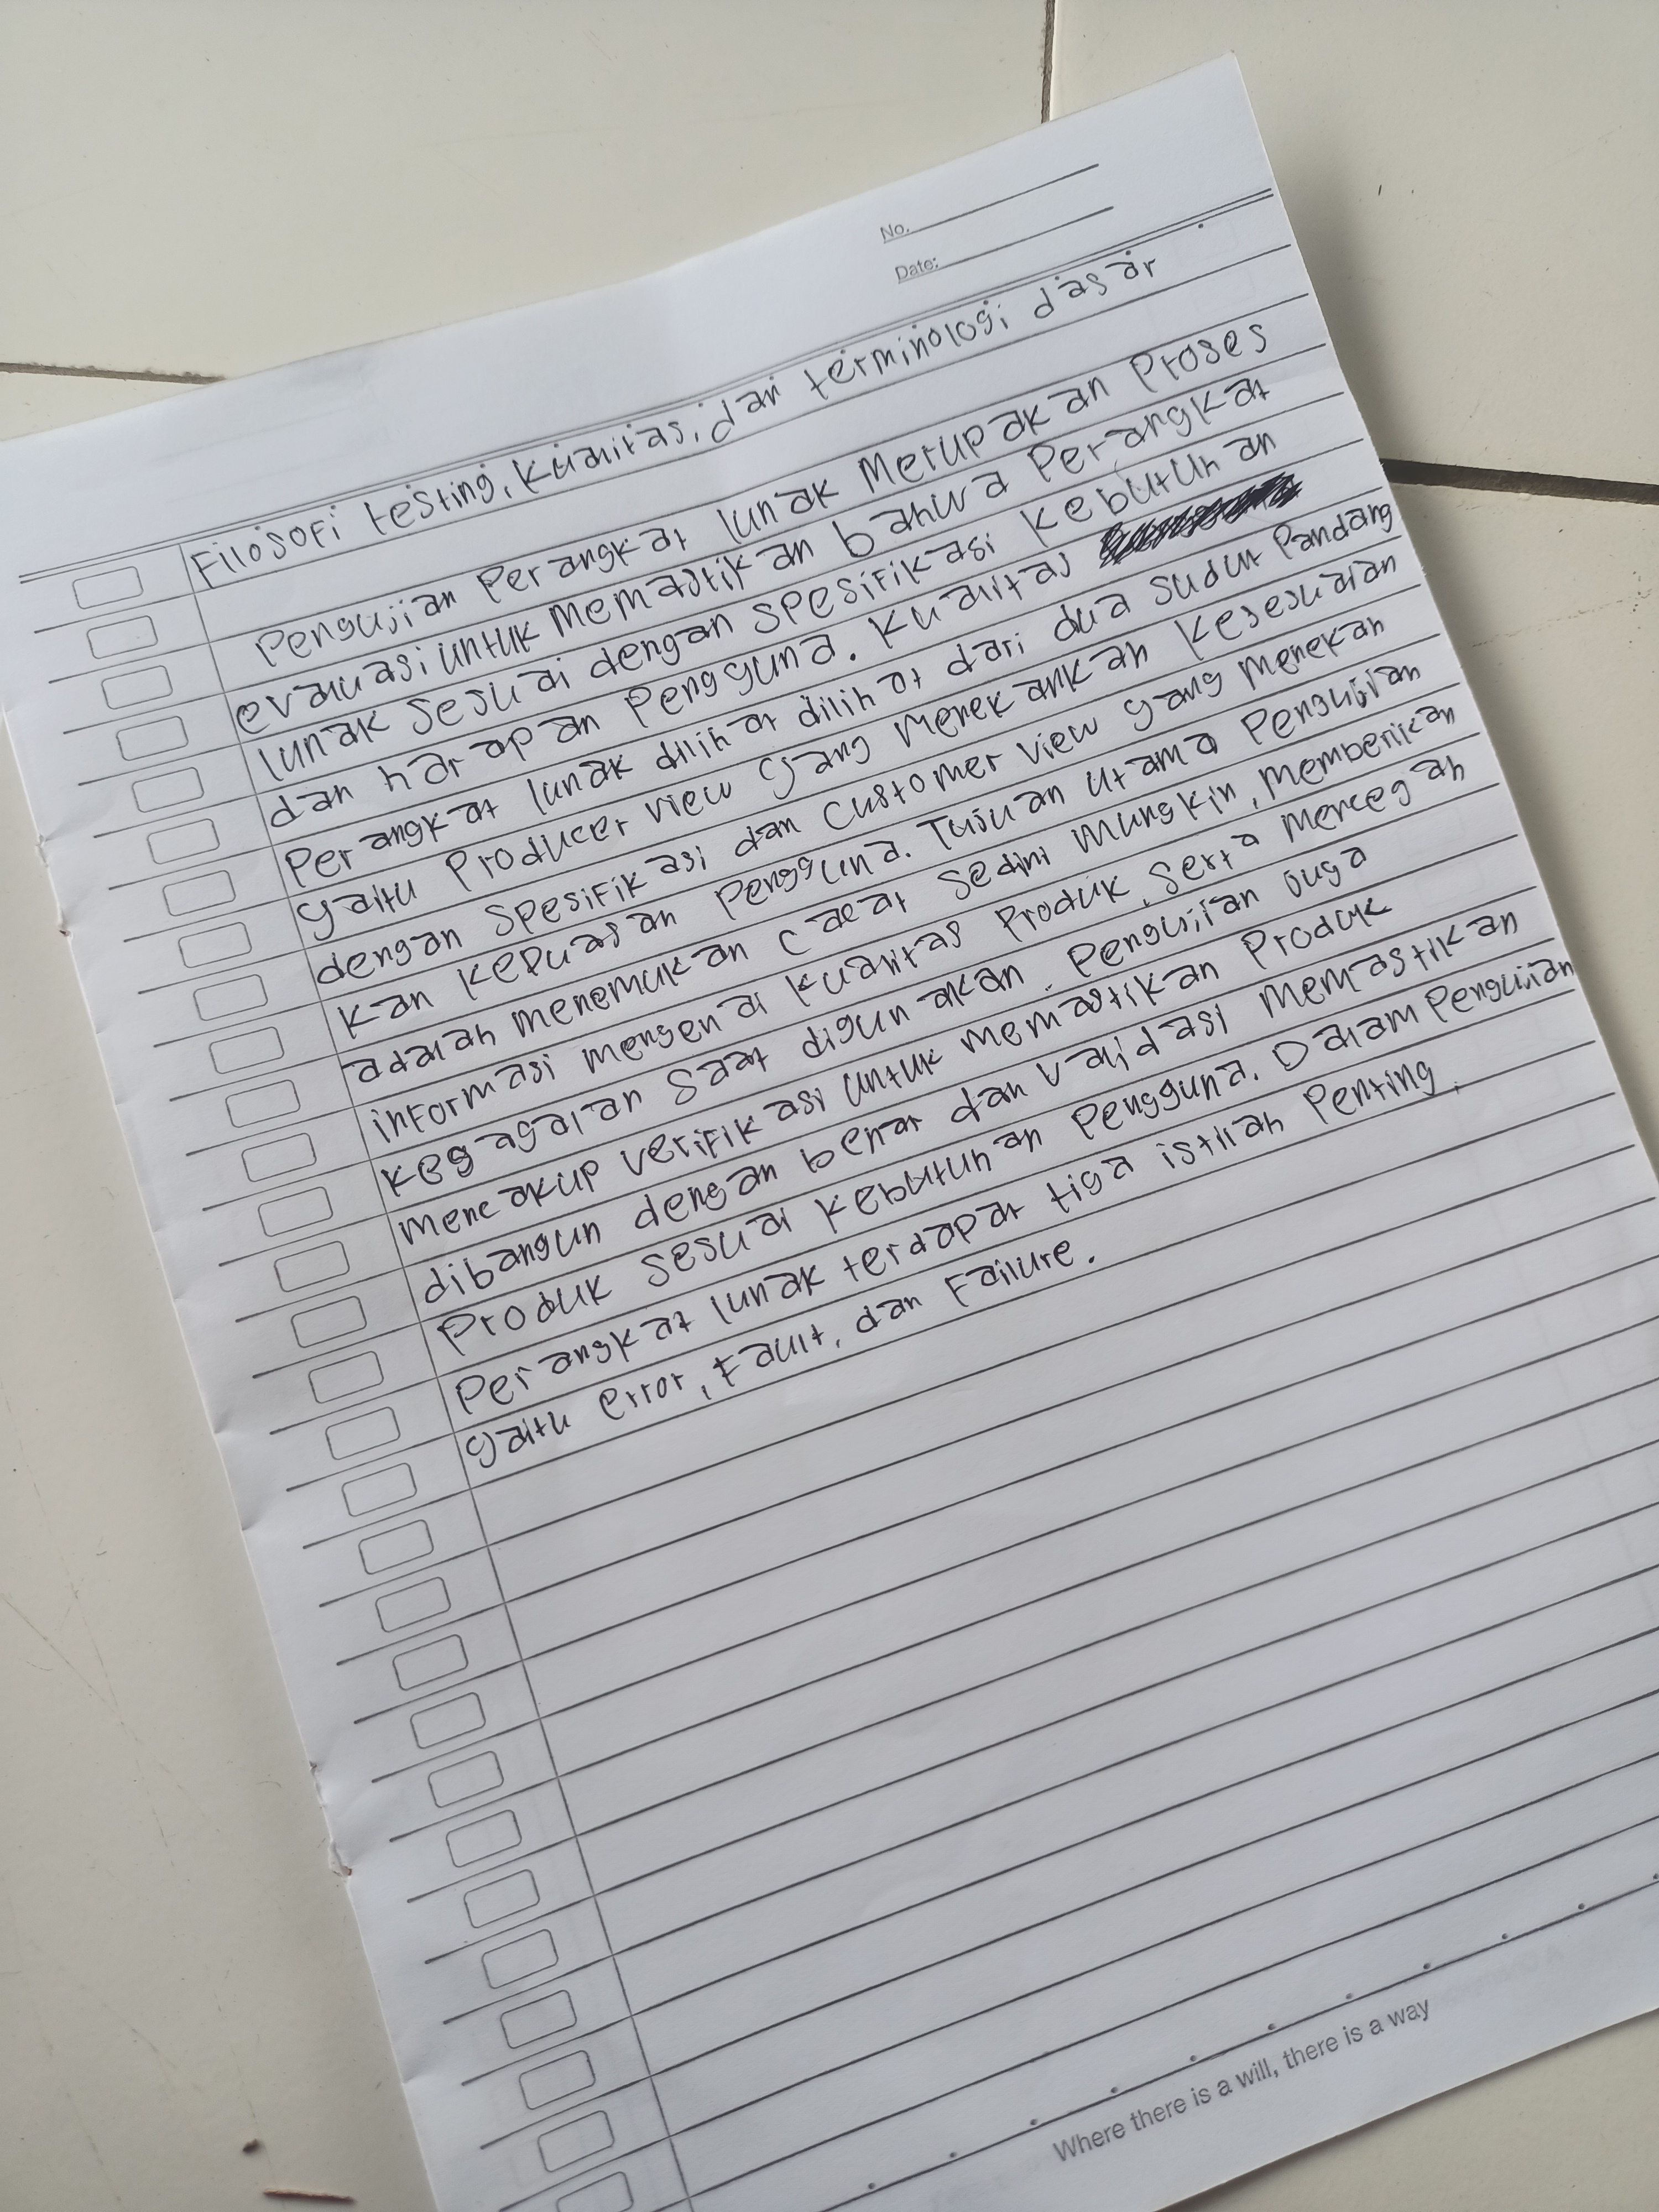 No.
Date:
Filosofi testing, kualitas, dan terminologi dasar
Pengujian Perangkat lunak Merupakan Proses
evaluasi untuk Memastikan bahwa Perangkat
lunak sesuai dengan spesifikasi kebutuhan
dan harapan Pengguna. Kualitas
Perangkat lunak dilihat dilihat dari dua sudut Pandang
yaitu Producer view yang menekankan kesesuaian
dengan spesifikasi dan Customer view yang menekan
kan kepuasan Pengguna. Tujuan utama Pengujian
adalah menemukan cacat sedini mungkin, memberikan
informasi mengenai kualitas Produk, serta mencegah
kegagalan saat digunakan. Pengujian Juga
mencakup verifikasi untuk memastikan Produk
dibangun dengan benar dan validasi memastikan
Produk sesuai kebutuhan Pengguna. Dalam Pengujian
Perangkat lunak terdapat tiga istilah Penting,
yaitu error, Fault, dan Failure.
Where there is a will, there is a way